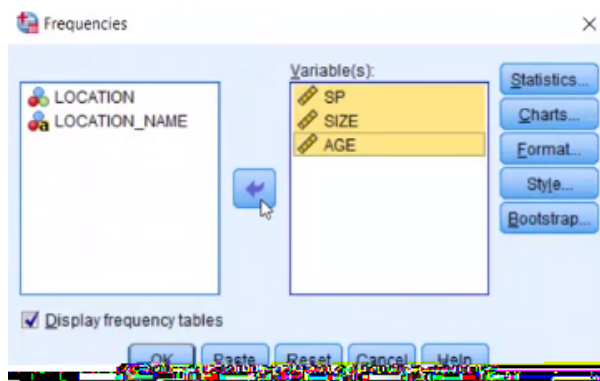 Frequencies
Variable(s):
LOCATION
LOCATION_NAME
SP
SIZE
AGE
Statistics...
Charts...
Format...
Style...
Bootstrap...
Display frequency tables
OK Paste Reset Cancel Help